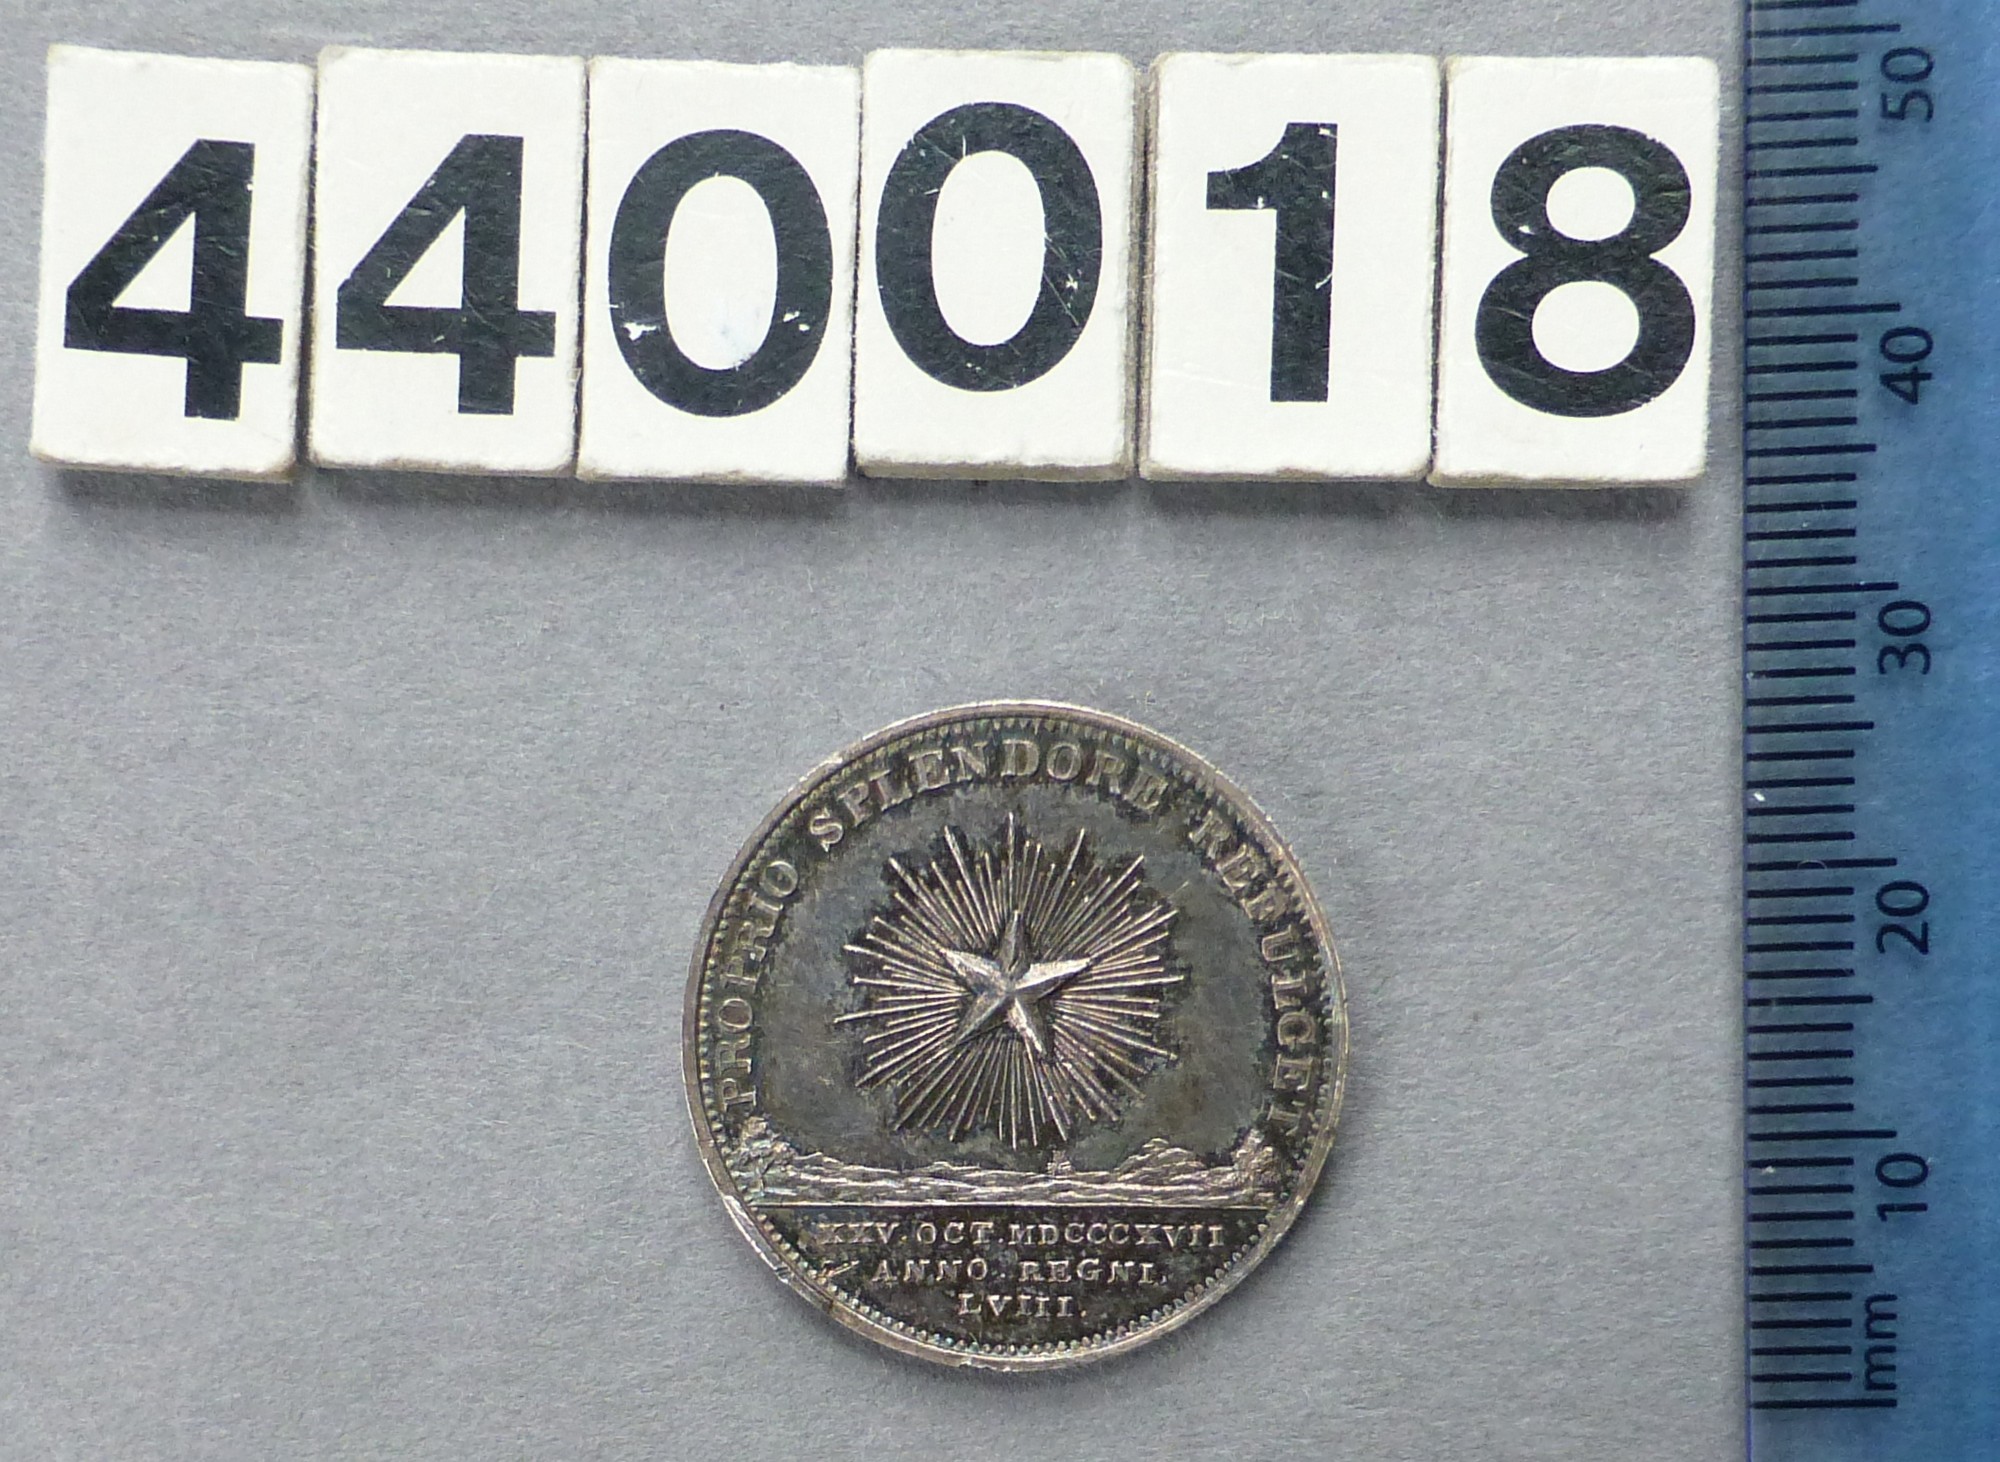 440018
PROPRIO SPLENDORE REFULGET
XXV.OCT.MDCCCXVII
ANNO REGNI.
LVIII.
50
40
30
20
10
mm